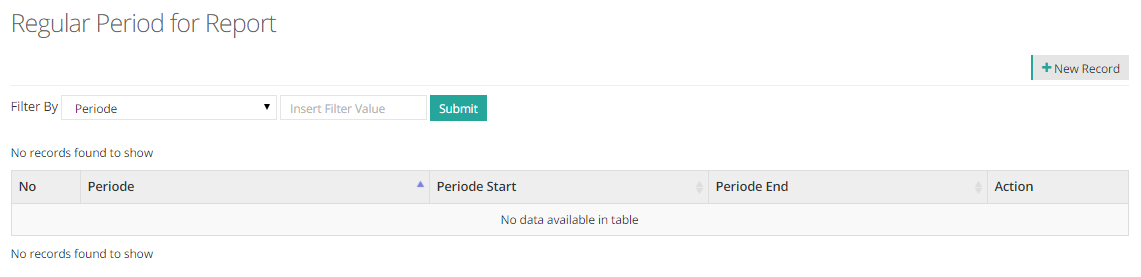 Regular Period for Report
+ New Record
Filter By Periode Insert Filter Value Submit
No records found to show
No Periode Periode Start Periode End Action
No data available in table
No records found to show